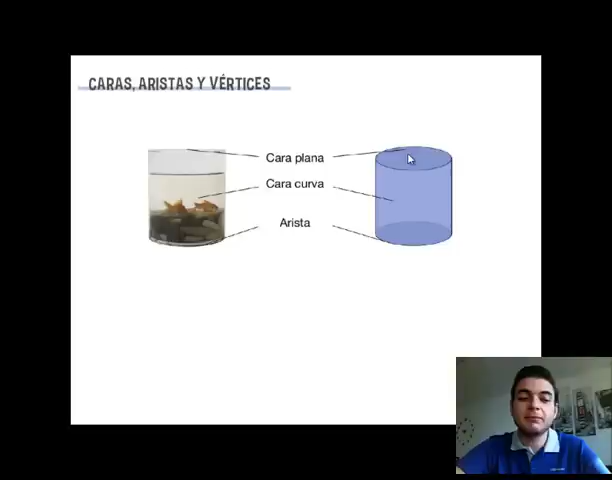 CARAS, ARISTAS Y VÉRTICES
Cara plana
Cara curva
Arista